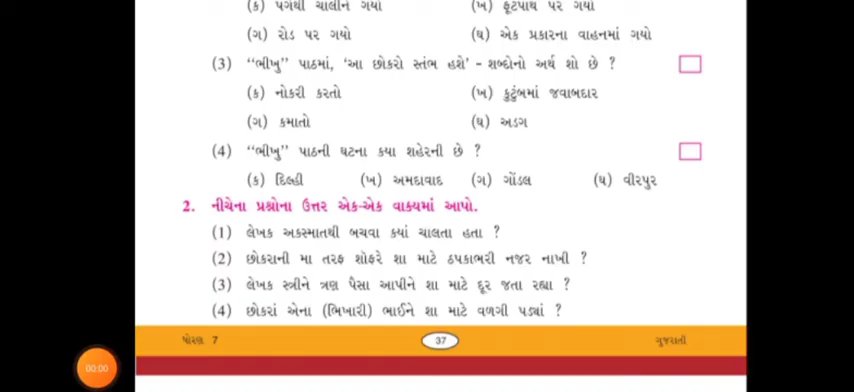 (ક) પગથી ચાલીને ગયો (ખ) ફૂટપાથ પર ગયો
(ગ) રોડ પર ગયો (ઘ) એક પ્રકારના વાહનમાં ગયો
(3) “ભીખુ” પાઠમાં, ‘આ છોકરો સ્તંભ હશે’ - શબ્દોનો અર્થ શો છે ?
(ક) નોકરી કરતો (ખ) કુટુંબમાં જવાબદાર
(ગ) કમાતો (ઘ) અડગ
(4) “ભીખુ” પાઠની ઘટના કયા શહેરની છે ?
(ક) દિલ્હી (ખ) અમદાવાદ (ગ) ગોંડલ (ઘ) વીરપુર
2. નીચેના પ્રશ્નોના ઉત્તર એક-એક વાક્યમાં આપો.
(1) લેખક અકસ્માતથી બચવા ક્યાં ચાલતા હતા ?
(2) છોકરાની મા તરફ શૉફરે શા માટે ઠપકાભરી નજર નાખી ?
(3) લેખક સ્ત્રીને ત્રણ પૈસા આપીને શા માટે દૂર જતા રહ્યા ?
(4) છોકરાં એના (ભિખારી) ભાઈને શા માટે વળગી પડ્યાં ?
ધોરણ 7 37 ગુજરાતી
00:00